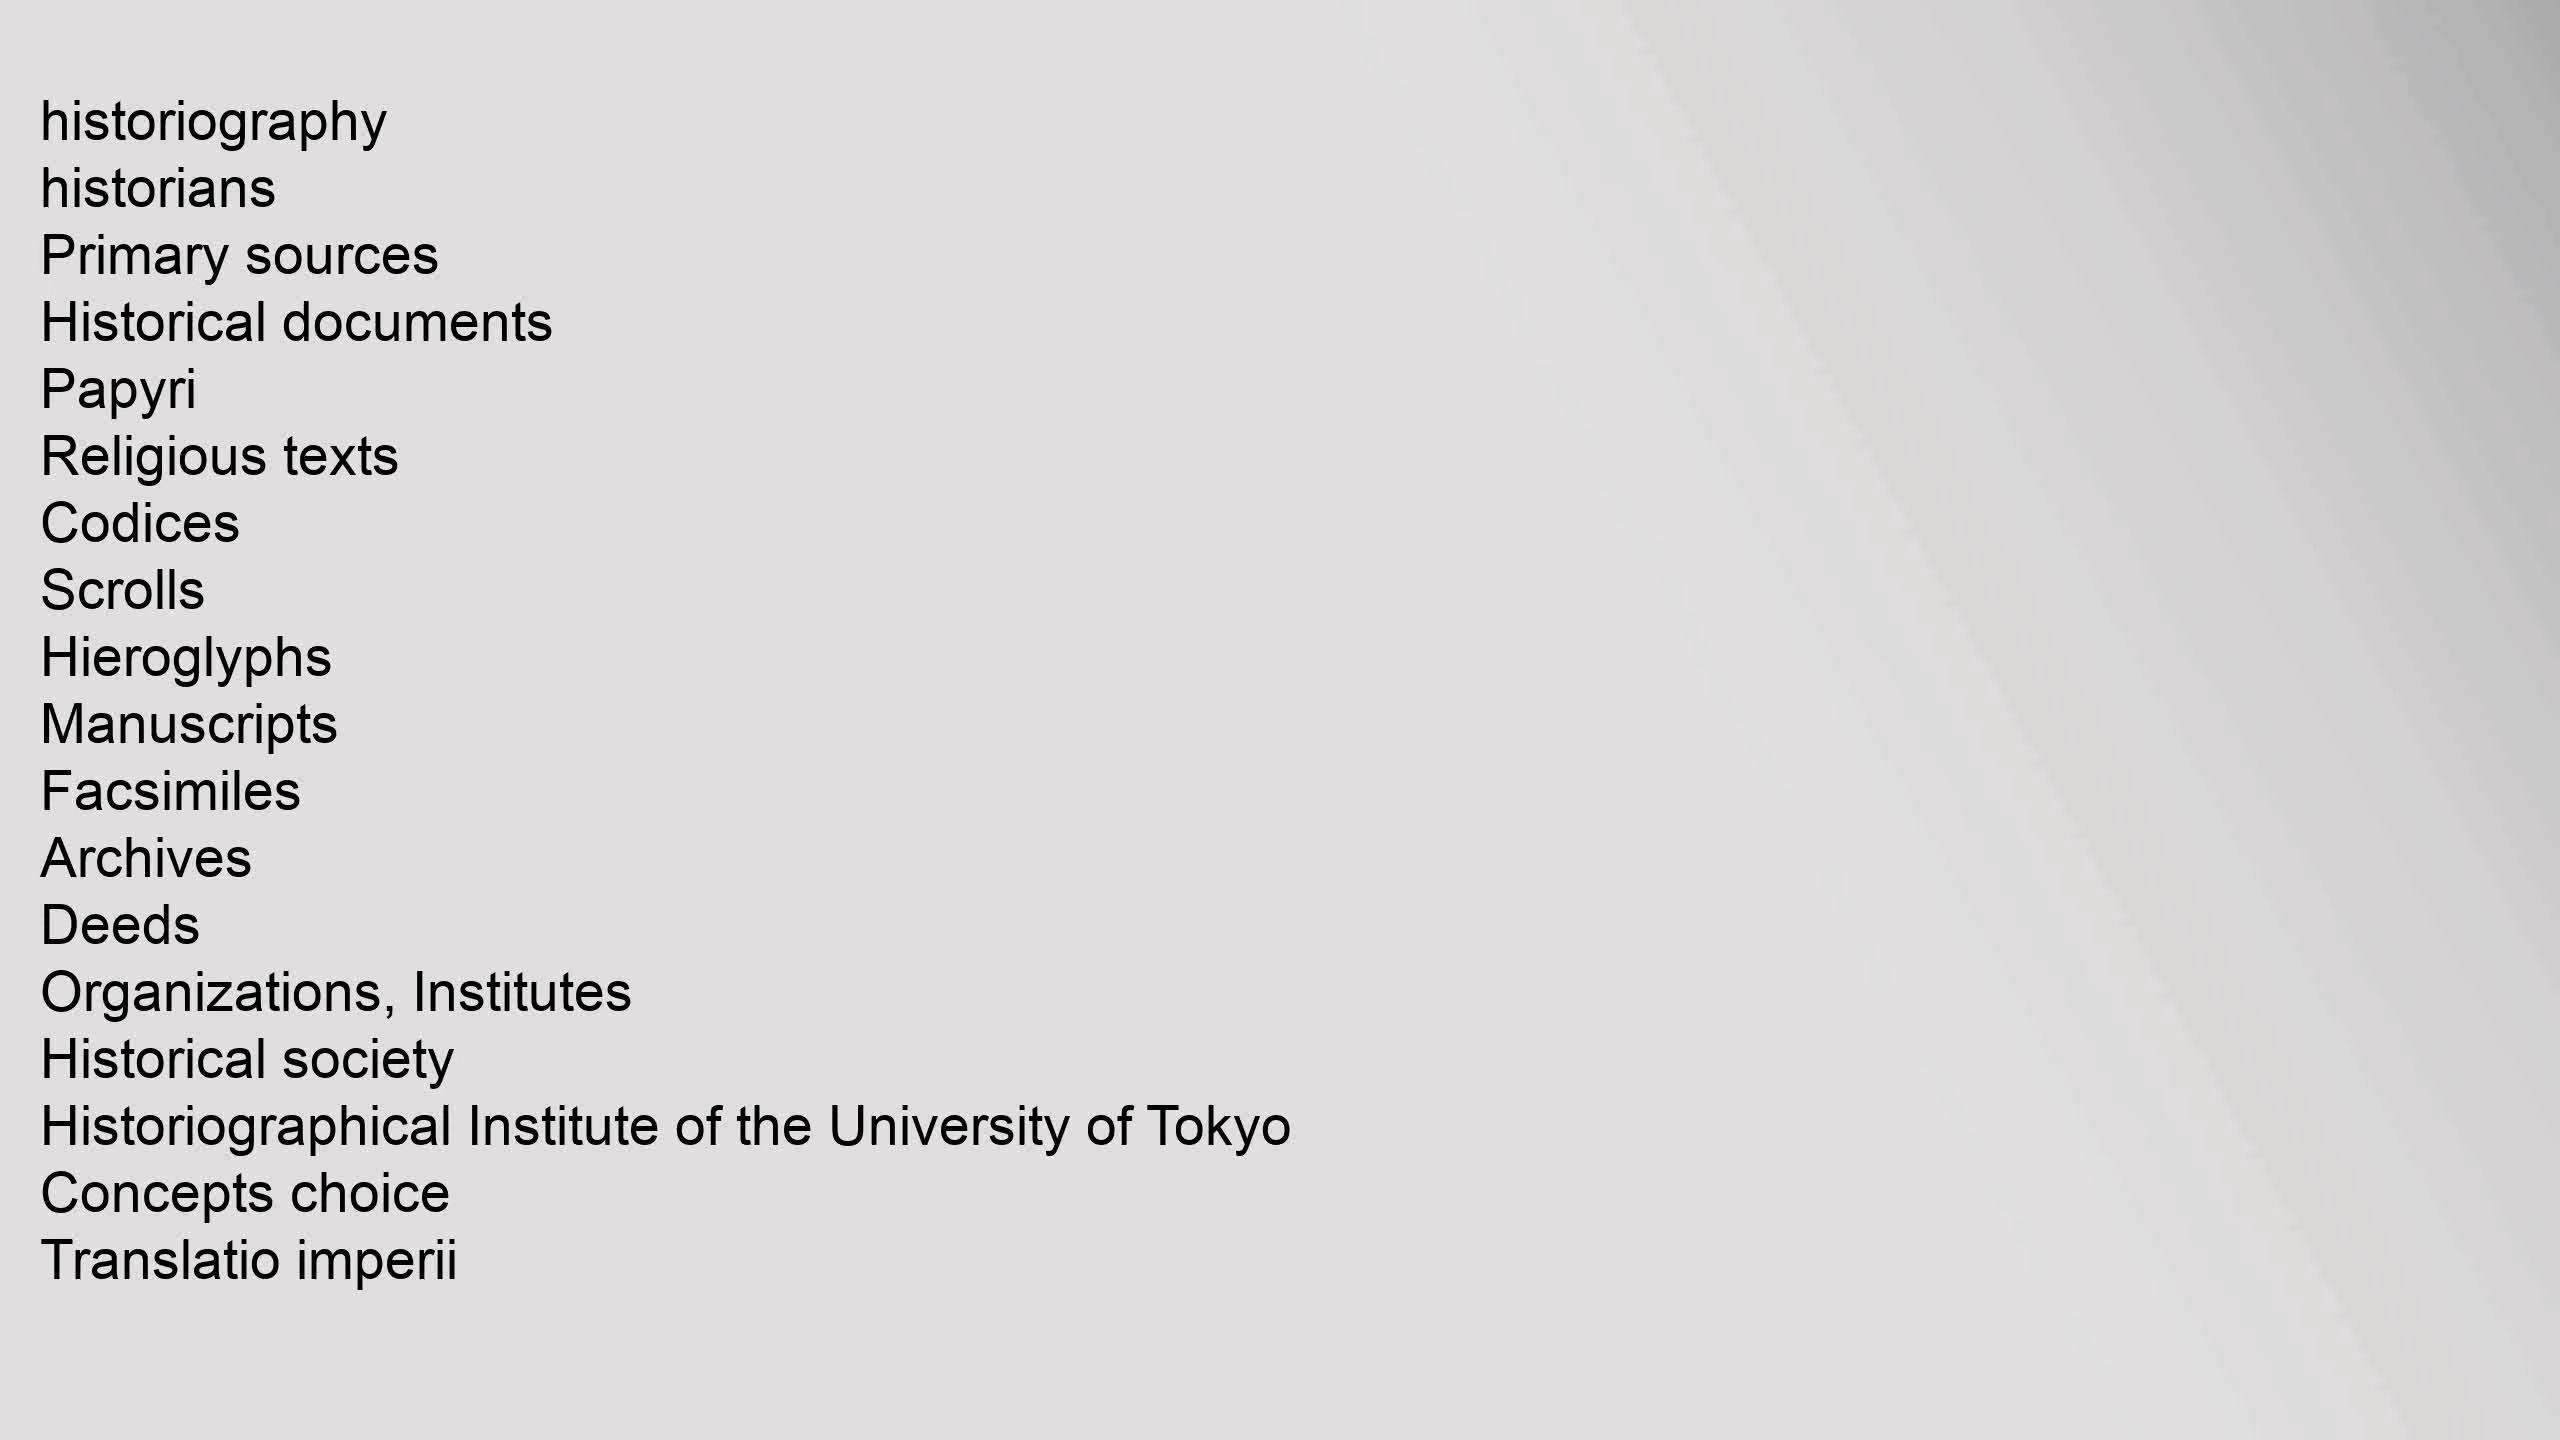 historiography
historians
Primary sources
Historical documents
Papyri
Religious texts
Codices
Scrolls
Hieroglyphs
Manuscripts
Facsimiles
Archives
Deeds
Organizations, Institutes
Historical society
Historiographical Institute of the University of Tokyo
Concepts choice
Translatio imperii